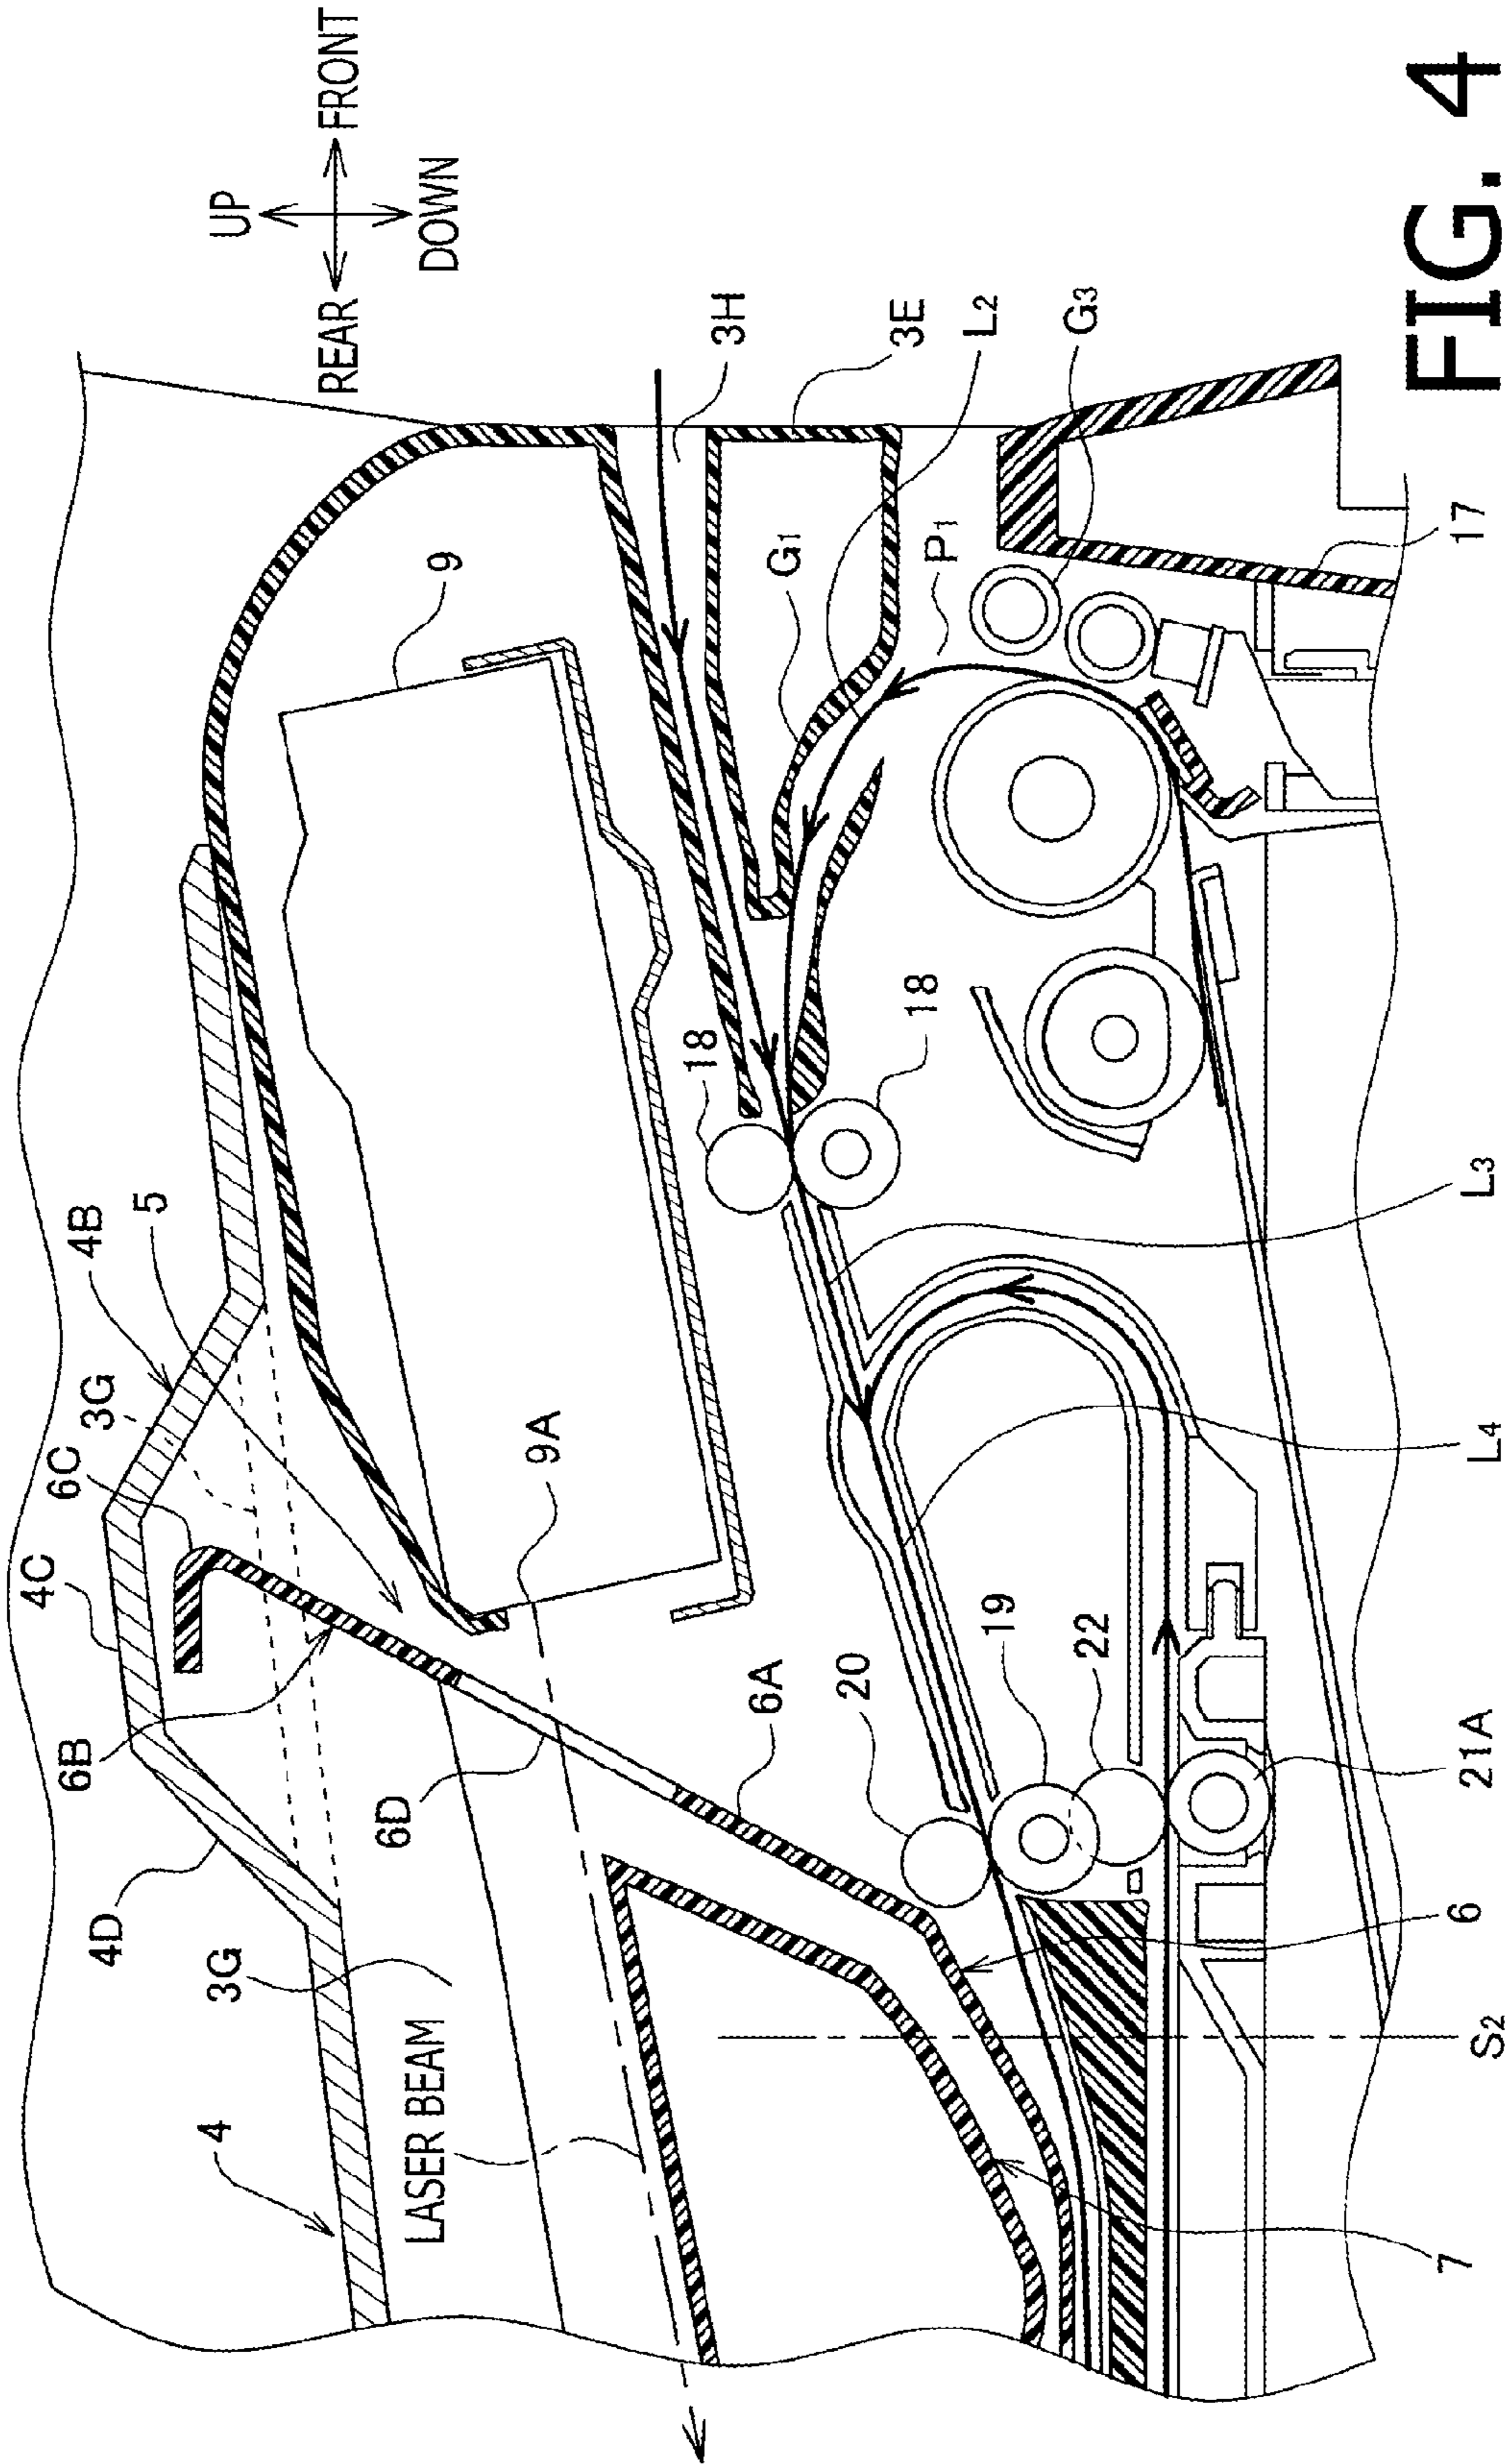 UP
REAR
FRONT
DOWN
9
3H
3E
L2
G3
G1
P1
17
4B
5
3G
6C
4C
6B
9A
18
18
L3
L4
4D
3G
6D
6A
20
19
22
21A
4
LASER BEAM
6
S2
7
FIG. 4